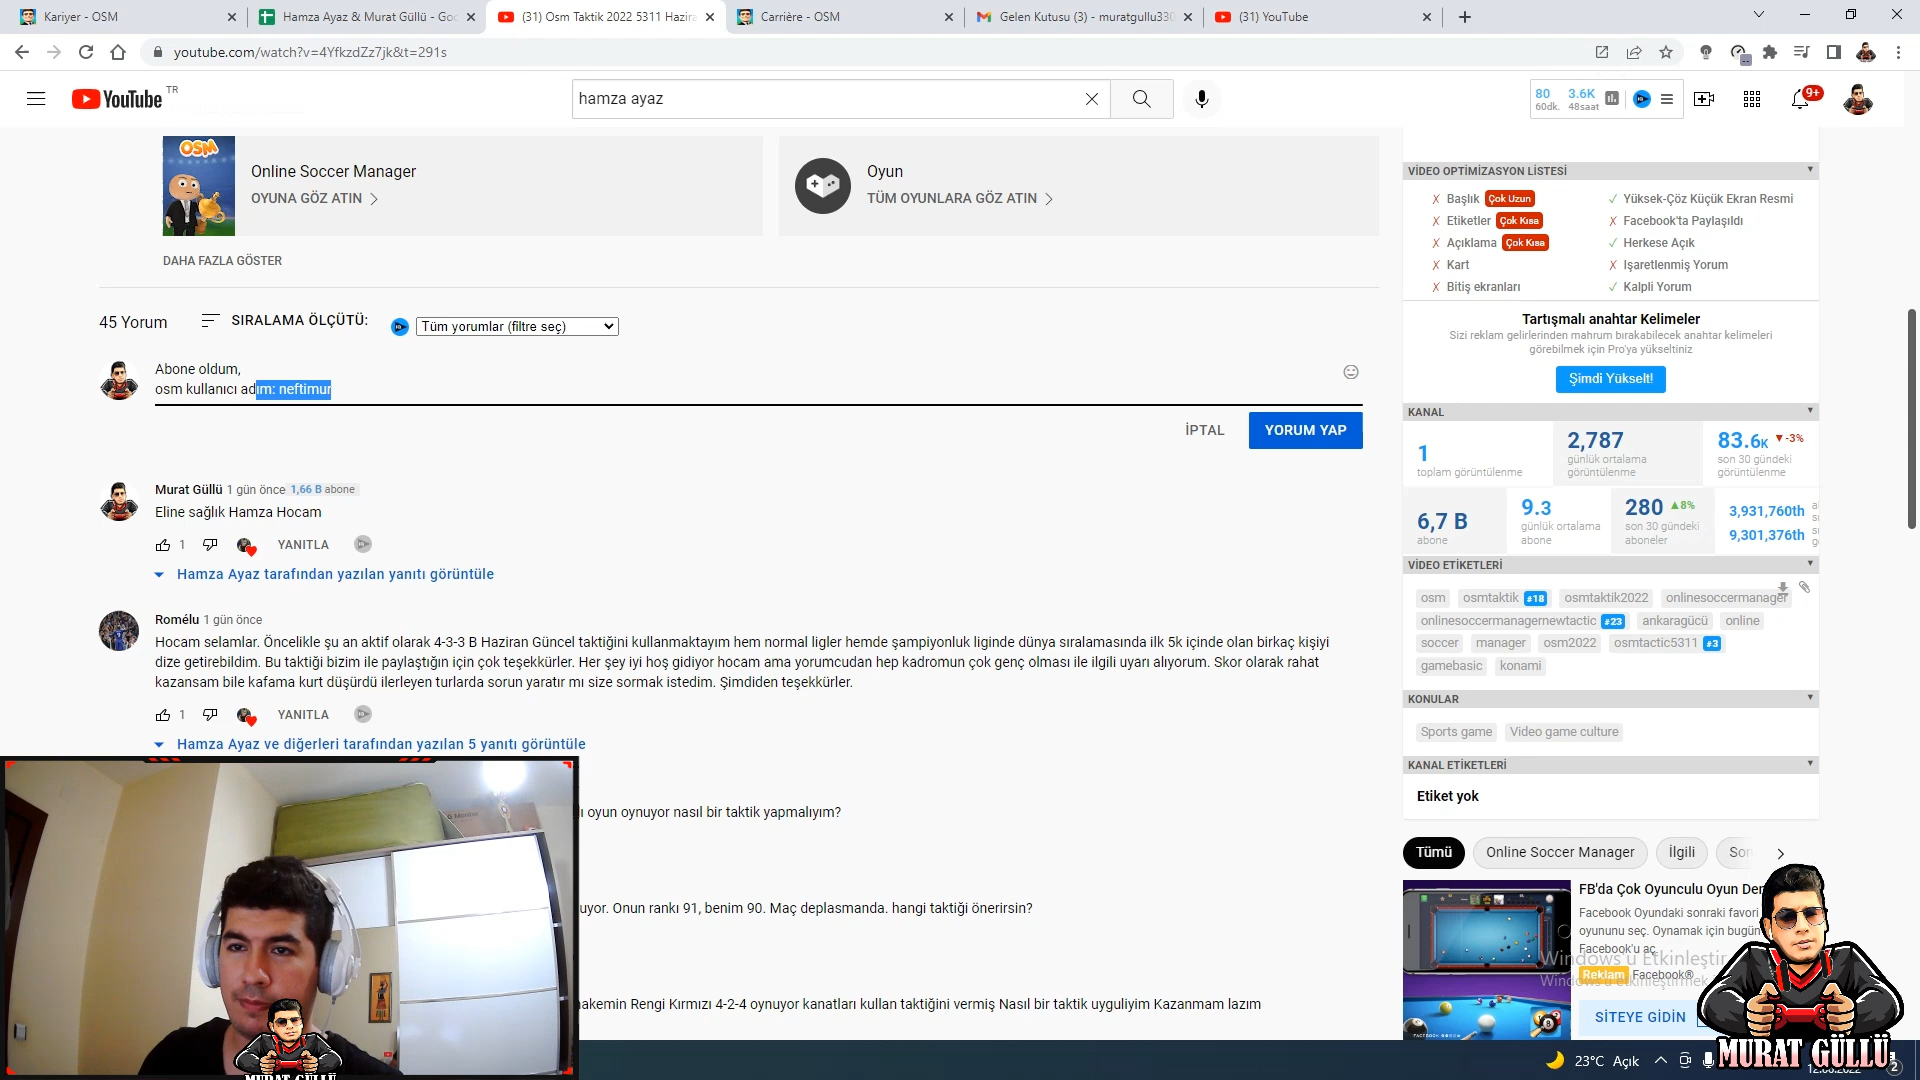 Kariyer - OSM
Hamza Ayaz & Murat Güllü - Goo
(31) Osm Taktik 2022 5311 Hazira
Carrière - OSM
Gelen Kutusu (3) - muratgullu330
(31) YouTube
youtube.com/watch?v=4YfkzdZz7jk&t=291s
YouTube TR
hamza ayaz
80 60dk.
3.6K 48saat
9+
OSM
Online Soccer Manager
OYUNA GÖZ ATIN
Oyun
TÜM OYUNLARA GÖZ ATIN
DAHA FAZLA GÖSTER
45 Yorum
SIRALAMA ÖLÇÜTÜ:
Tüm yorumlar (filtre seç)
Abone oldum,
osm kullanıcı adım: neftimur
İPTAL
YORUM YAP
Murat Güllü 1 gün önce 1,66 B abone
Eline sağlık Hamza Hocam
1 YANITLA
Hamza Ayaz tarafından yazılan yanıtı görüntüle
Romélu 1 gün önce
Hocam selamlar. Öncelikle şu an aktif olarak 4-3-3 B Haziran Güncel taktiğini kullanmaktayım hem normal ligler hemde şampiyonluk liginde dünya sıralamasında ilk 5k içinde olan birkaç kişiyi
dize getirebildim. Bu taktiği bizim ile paylaştığın için çok teşekkürler. Her şey iyi hoş gidiyor hocam ama yorumcudan hep kadromun çok genç olması ile ilgili uyarı alıyorum. Skor olarak rahat
kazansam bile kafama kurt düşürdü ilerleyen turlarda sorun yaratır mı size sormak istedim. Şimdiden teşekkürler.
1 YANITLA
Hamza Ayaz ve diğerleri tarafından yazılan 5 yanıtı görüntüle
oyun oynuyor nasıl bir taktik yapmalıyım?
uyor. Onun rankı 91, benim 90. Maç deplasmanda. hangi taktiği önerirsin?
akemin Rengi Kırmızı 4-2-4 oynuyor kanatları kullan taktiğini vermiş Nasıl bir taktik uyguliyim Kazanmam lazım
VİDEO OPTİMİZASYON LİSTESİ
Başlık Çok Uzun
Yüksek-Çöz Küçük Ekran Resmi
Etiketler Çok Kısa
Facebook'ta Paylaşıldı
Açıklama Çok Kısa
Herkese Açık
Kart
Işaretlenmiş Yorum
Bitiş ekranları
Kalpli Yorum
Tartışmalı anahtar Kelimeler
Sizi reklam gelirlerinden mahrum bırakabilecek anahtar kelimeleri
görebilmek için Pro'ya yükseltiniz
Şimdi Yükselt!
KANAL
1
toplam görüntülenme
2,787
günlük ortalama
görüntülenme
83.6K -3%
son 30 gündeki
görüntülenme
6,7 B
abone
9.3
günlük ortalama
abone
280 8%
son 30 gündeki
aboneler
3,931,760th
9,301,376th
VİDEO ETİKETLERİ
osm osmtaktik #18 osmtaktik2022 onlinesoccermanager
onlinesoccermanagernewtactic #23 ankaragücü online
soccer manager osm2022 osmtactic5311 #3
gamebasic konami
KONULAR
Sports game Video game culture
KANAL ETİKETLERİ
Etiket yok
Tümü Online Soccer Manager İlgili Son
FB'da Çok Oyunculu Oyun Den
Facebook Oyundaki sonraki favori
oyununu seç. Oynamak için bugün
Facebook'u aç.
Windows'u Etkinleştir
Reklam Facebook®
SİTEYE GİDİN
MURAT GÜLLÜ
MURAT GÜLLÜ
23°C Açık
2